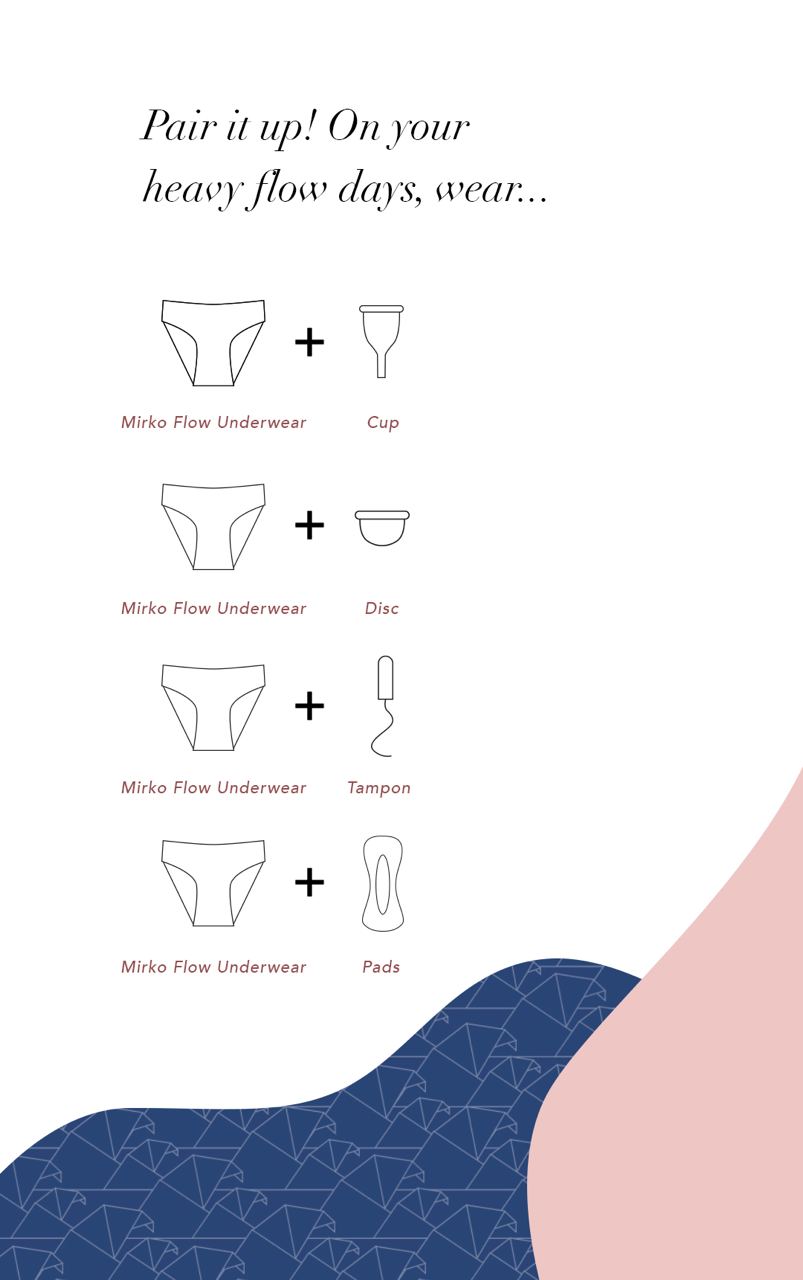 Pair it up! On your
heavy flow days, wear...
Mirko Flow Underwear + Cup
Mirko Flow Underwear + Disc
Mirko Flow Underwear + Tampon
Mirko Flow Underwear + Pads